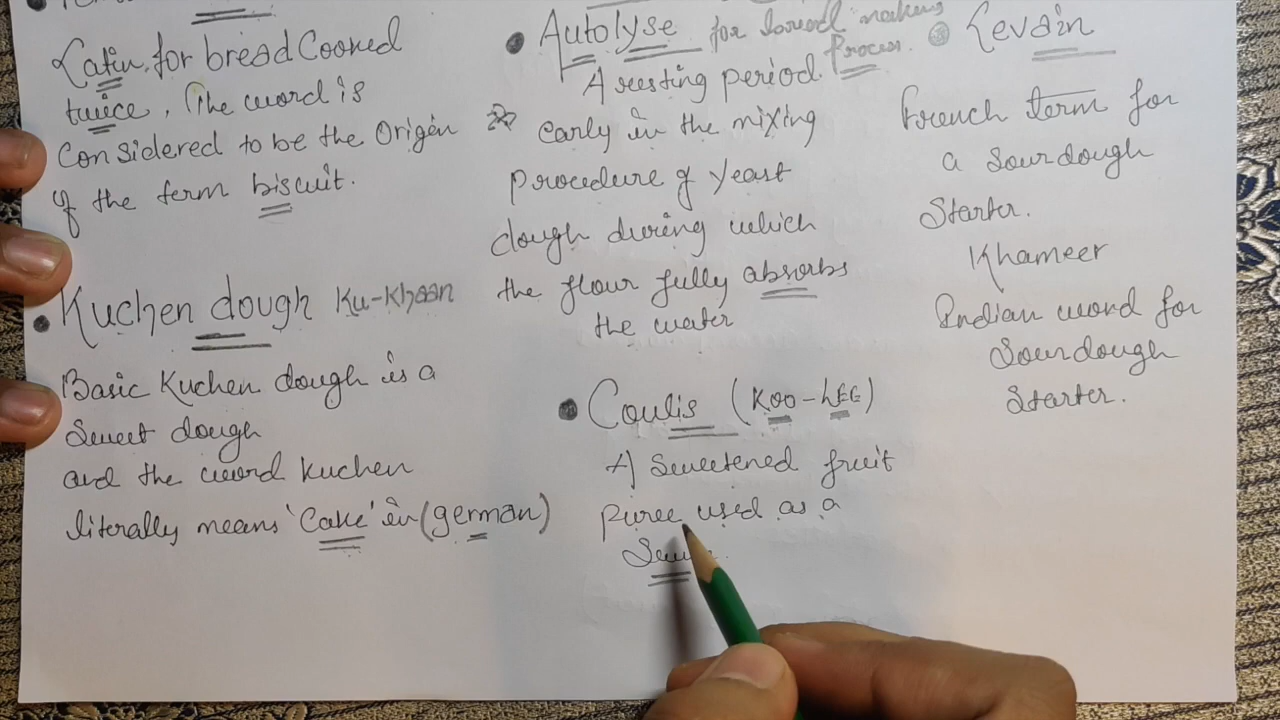 Latin for bread Cooked
twice. The word is
Considered to be the Origin
of the term biscuit.
Kuchen dough Ku-Khaan
Basic Kuchen dough is a
Sweet dough
and the word kuchen
literally means 'Cake' in (german)
Autolyse for bread making Process.
A resting period
early in the mixing
procedure of yeast
dough during which
the flour fully absorbs
the water
Coulis (KOO-LEE)
A sweetened fruit
puree used as a
Levain
French term for
a sourdough
Starter.
Khameer
Indian word for
Sourdough
Starter.